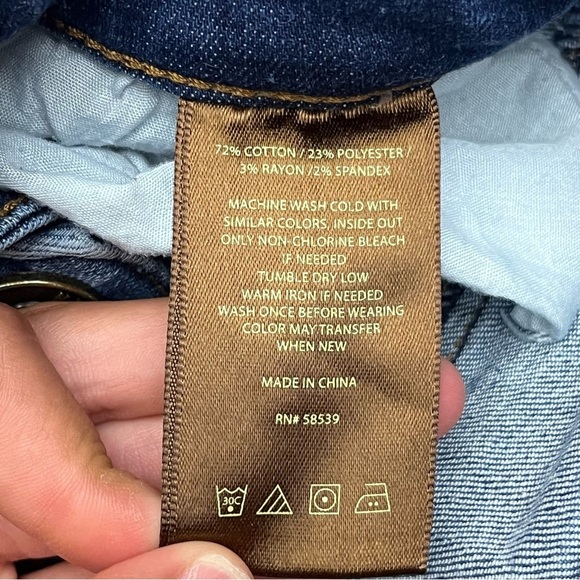 72% COTTON / 23% POLYESTER /
3% RAYON /2% SPANDEX
MACHINE WASH COLD WITH
SIMILAR COLORS, INSIDE OUT
ONLY NON-CHLORINE BLEACH
IF NEEDED
TUMBLE DRY LOW
WARM IRON IF NEEDED
WASH ONCE BEFORE WEARING
COLOR MAY TRANSFER
WHEN NEW
MADE IN CHINA
RN# 58539
30C